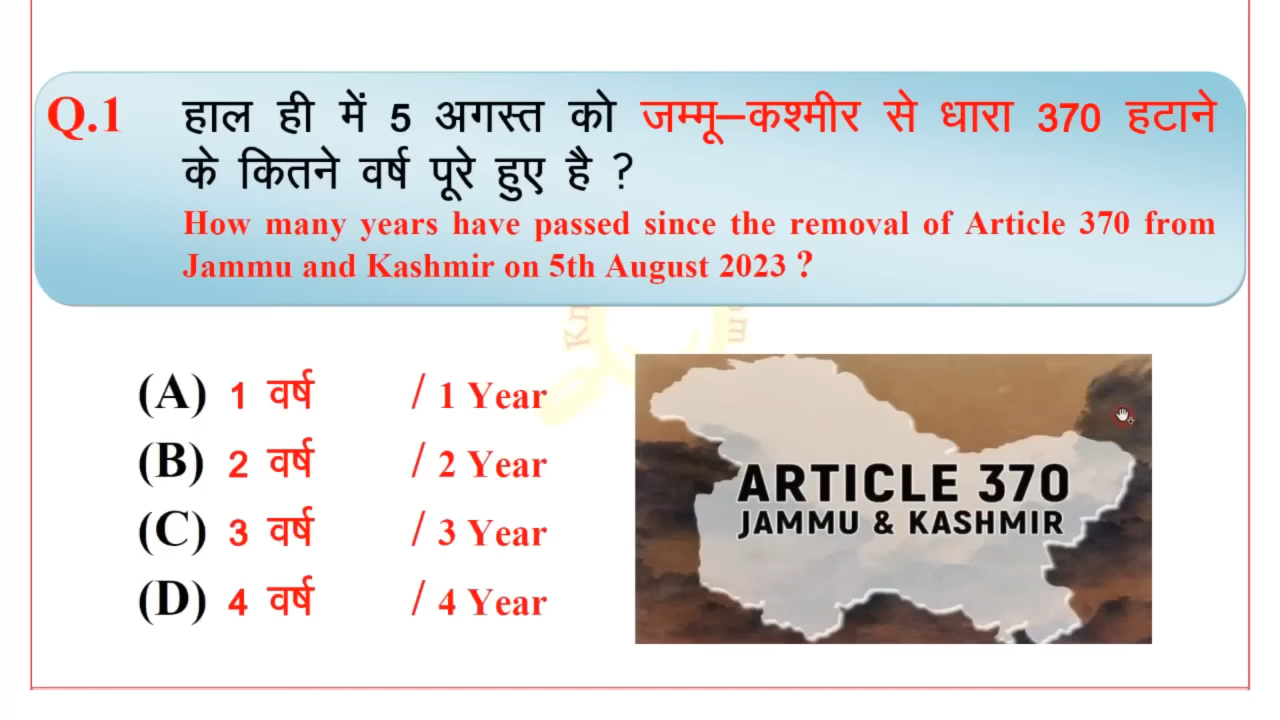 Q.1 हाल ही में 5 अगस्त को जम्मू–कश्मीर से धारा 370 हटाने
के कितने वर्ष पूरे हुए है ?
How many years have passed since the removal of Article 370 from
Jammu and Kashmir on 5th August 2023 ?
(A) 1 वर्ष / 1 Year
(B) 2 वर्ष / 2 Year
(C) 3 वर्ष / 3 Year
(D) 4 वर्ष / 4 Year
ARTICLE 370
JAMMU & KASHMIR